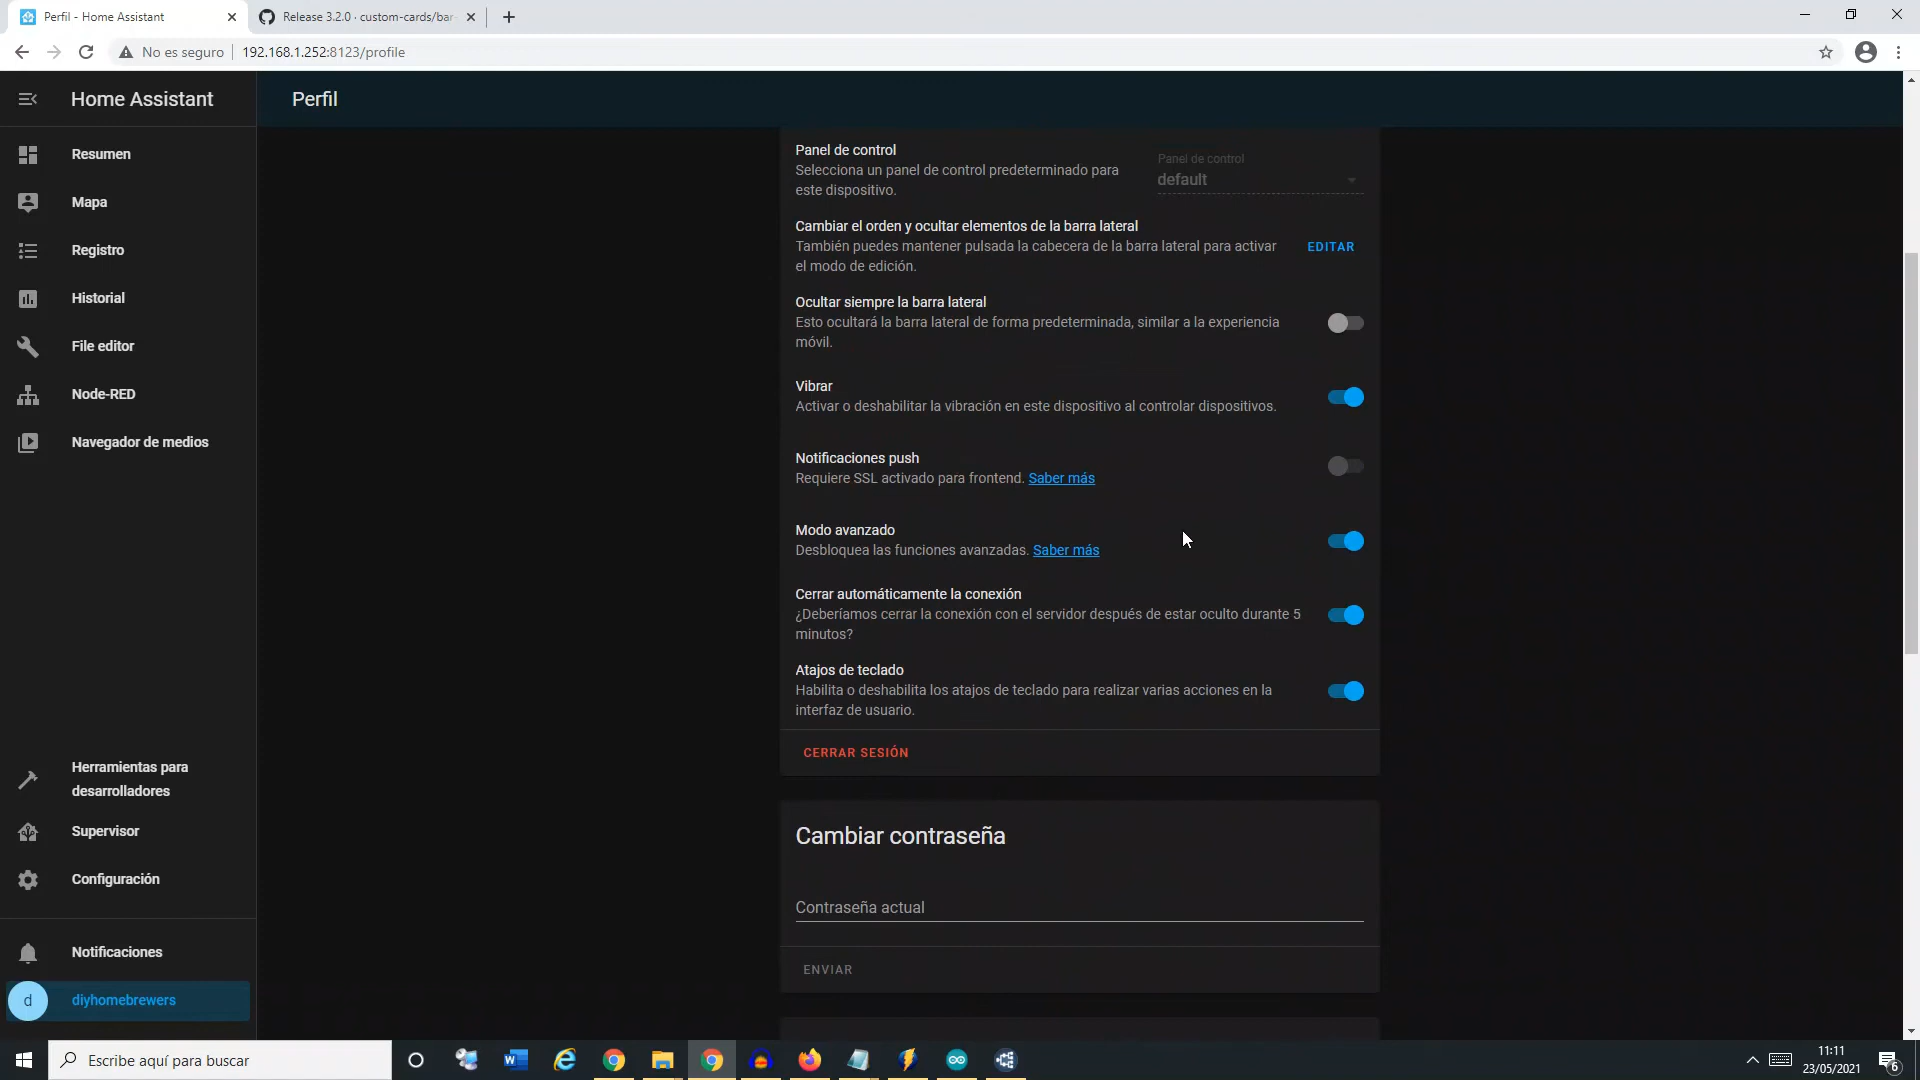 Perfil - Home Assistant
Release 3.2.0 · custom-cards/bar-
No es seguro
192.168.1.252:8123/profile
Home Assistant
Perfil
Resumen
Mapa
Registro
Historial
File editor
Node-RED
Navegador de medios
Herramientas para
desarrolladores
Supervisor
Configuración
Notificaciones
d
diyhomebrewers
Panel de control
Selecciona un panel de control predeterminado para
este dispositivo.
Panel de control
default
Cambiar el orden y ocultar elementos de la barra lateral
También puedes mantener pulsada la cabecera de la barra lateral para activar
el modo de edición.
EDITAR
Ocultar siempre la barra lateral
Esto ocultará la barra lateral de forma predeterminada, similar a la experiencia
móvil.
Vibrar
Activar o deshabilitar la vibración en este dispositivo al controlar dispositivos.
Notificaciones push
Requiere SSL activado para frontend. Saber más
Modo avanzado
Desbloquea las funciones avanzadas. Saber más
Cerrar automáticamente la conexión
¿Deberíamos cerrar la conexión con el servidor después de estar oculto durante 5
minutos?
Atajos de teclado
Habilita o deshabilita los atajos de teclado para realizar varias acciones en la
interfaz de usuario.
CERRAR SESIÓN
Cambiar contraseña
Contraseña actual
ENVIAR
Escribe aquí para buscar
11:11
23/05/2021
6